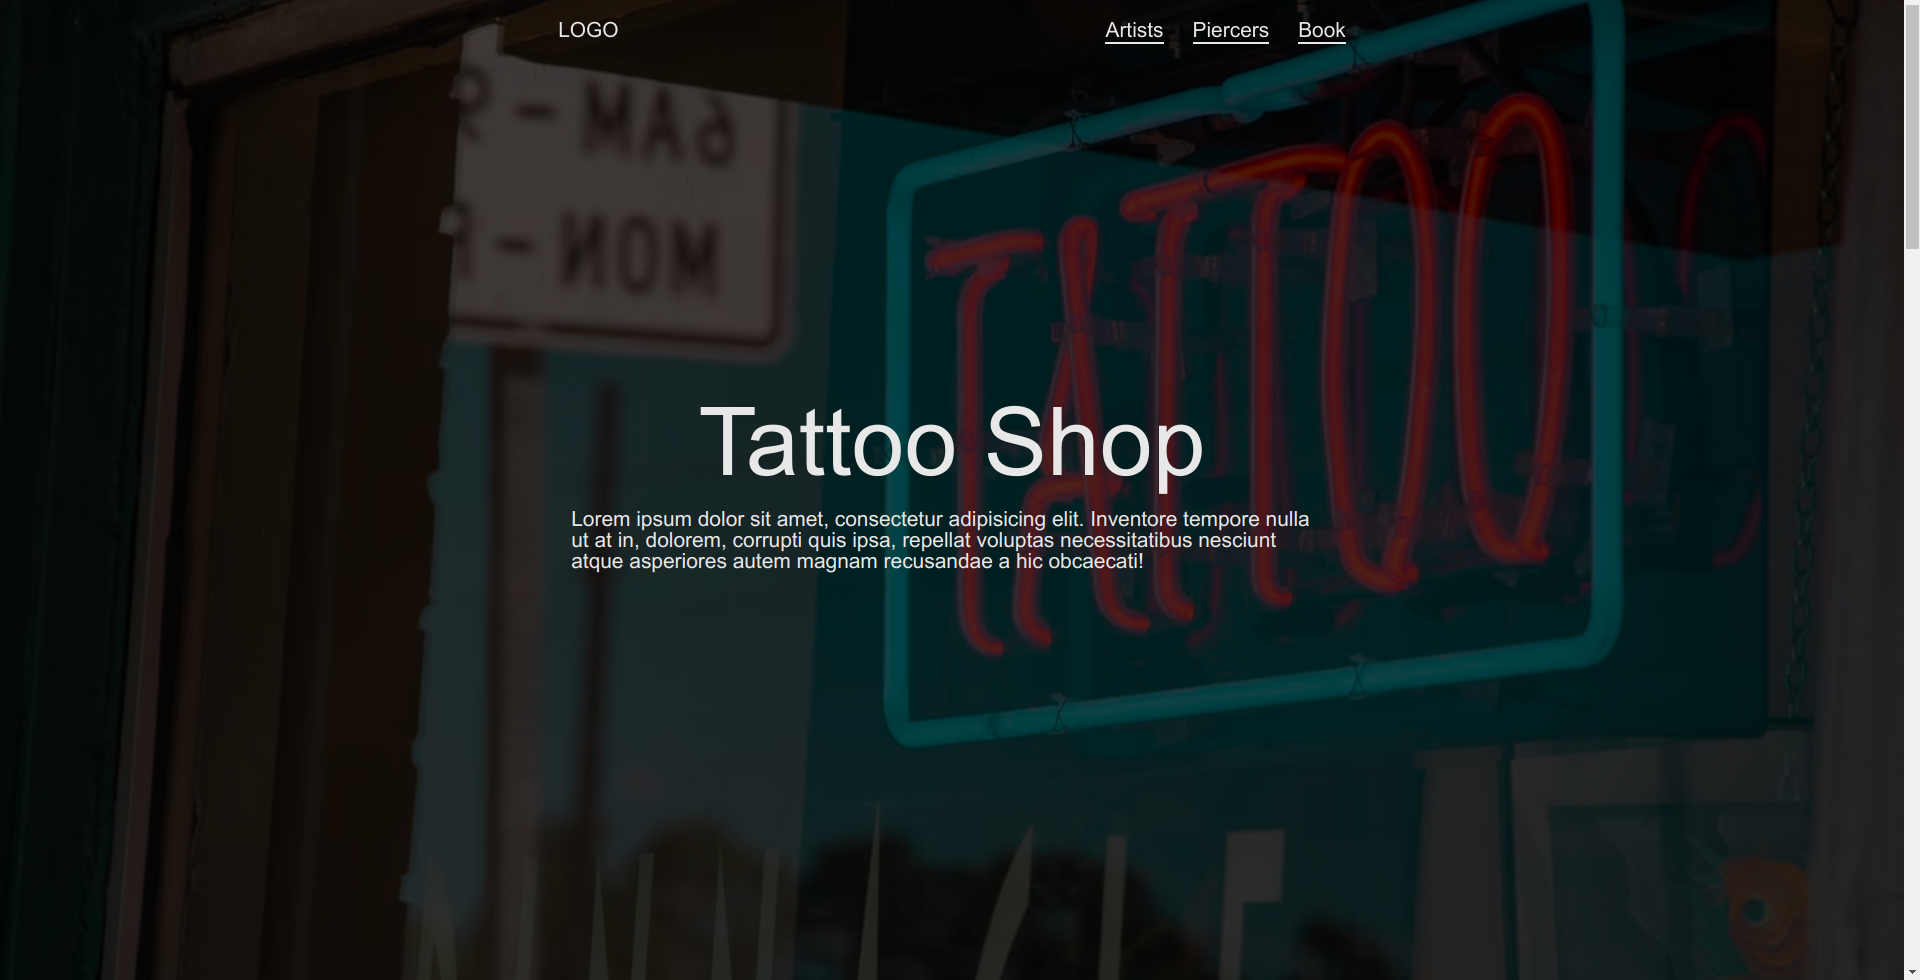 LOGO Artists Piercers Book
6AM - 
MON - F
TATTOO
Tattoo Shop
Lorem ipsum dolor sit amet, consectetur adipisicing elit. Inventore tempore nulla
ut at in, dolorem, corrupti quis ipsa, repellat voluptas necessitatibus nesciunt
atque asperiores autem magnam recusandae a hic obcaecati!